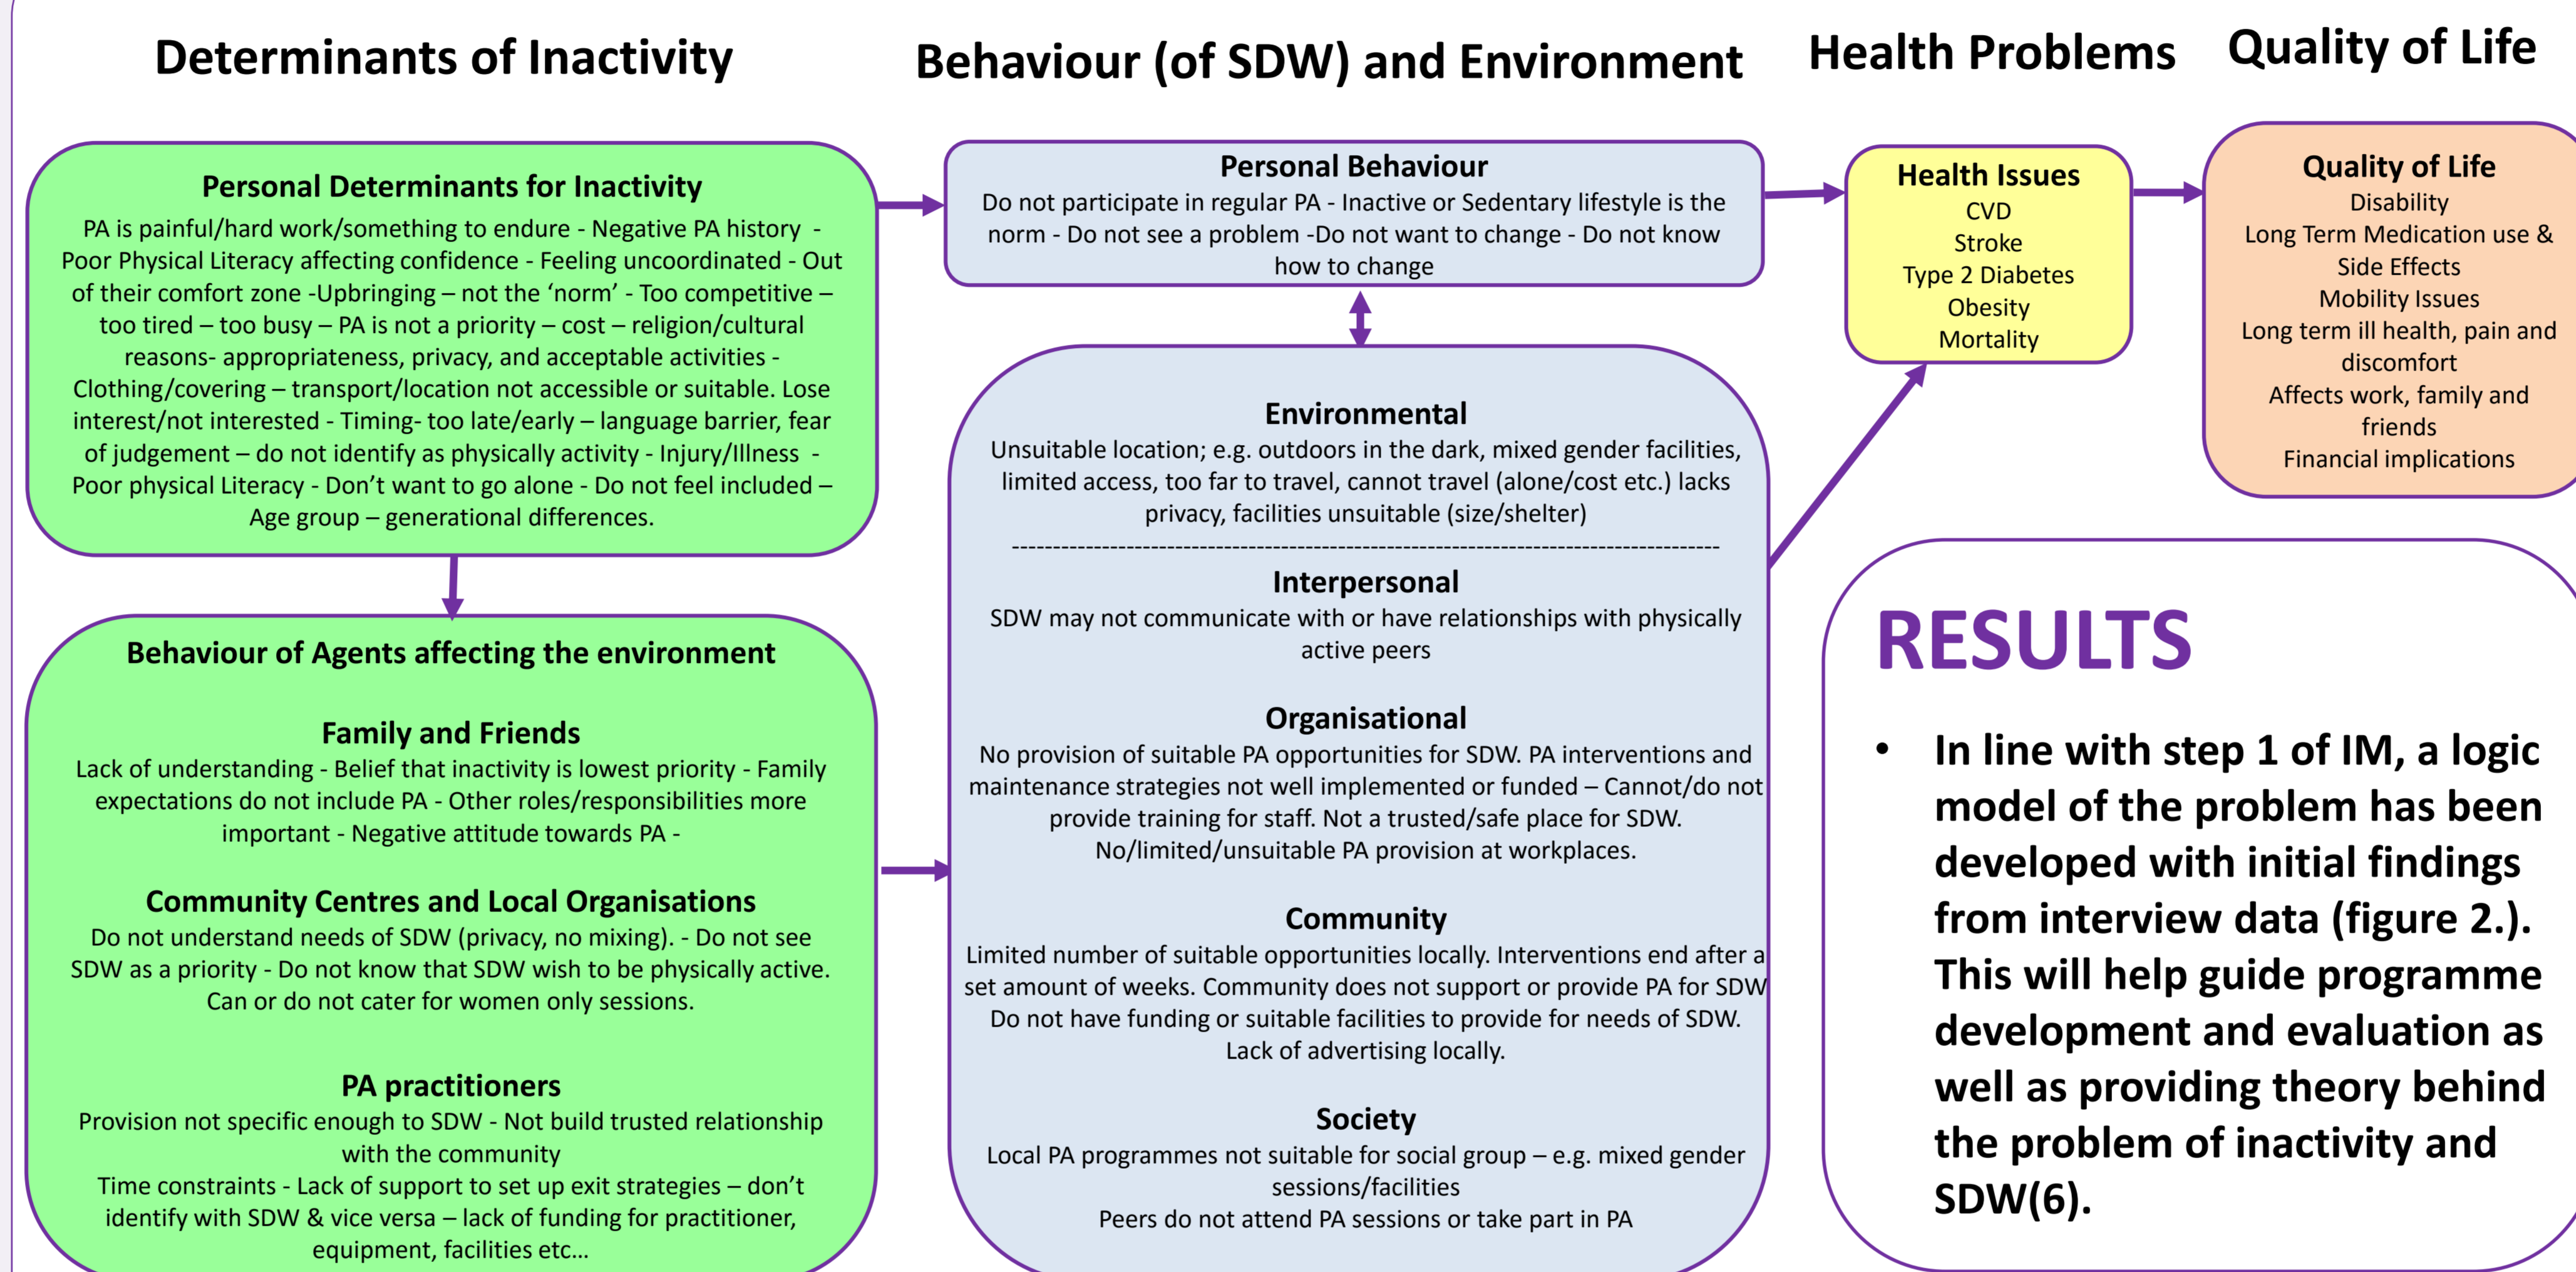 Determinants of Inactivity
Behaviour (of SDW) and Environment
Health Problems
Quality of Life
Personal Determinants for Inactivity
PA is painful/hard work/something to endure - Negative PA history -
Poor Physical Literacy affecting confidence - Feeling uncoordinated - Out
of their comfort zone -Upbringing – not the ‘norm’ - Too competitive –
too tired – too busy – PA is not a priority – cost – religion/cultural
reasons- appropriateness, privacy, and acceptable activities -
Clothing/covering – transport/location not accessible or suitable. Lose
interest/not interested - Timing- too late/early – language barrier, fear
of judgement – do not identify as physically activity - Injury/Illness -
Poor physical Literacy - Don’t want to go alone - Do not feel included –
Age group – generational differences.
Behaviour of Agents affecting the environment
Family and Friends
Lack of understanding - Belief that inactivity is lowest priority - Family
expectations do not include PA - Other roles/responsibilities more
important - Negative attitude towards PA -
Community Centres and Local Organisations
Do not understand needs of SDW (privacy, no mixing). - Do not see
SDW as a priority - Do not know that SDW wish to be physically active.
Can or do not cater for women only sessions.
PA practitioners
Provision not specific enough to SDW - Not build trusted relationship
with the community
Time constraints - Lack of support to set up exit strategies – don’t
identify with SDW & vice versa – lack of funding for practitioner,
equipment, facilities etc…
Personal Behaviour
Do not participate in regular PA - Inactive or Sedentary lifestyle is the
norm - Do not see a problem -Do not want to change - Do not know
how to change
Environmental
Unsuitable location; e.g. outdoors in the dark, mixed gender facilities,
limited access, too far to travel, cannot travel (alone/cost etc.) lacks
privacy, facilities unsuitable (size/shelter)
--------------------------------------------------------------------------------------
Interpersonal
SDW may not communicate with or have relationships with physically
active peers
Organisational
No provision of suitable PA opportunities for SDW. PA interventions and
maintenance strategies not well implemented or funded – Cannot/do not
provide training for staff. Not a trusted/safe place for SDW.
No/limited/unsuitable PA provision at workplaces.
Community
Limited number of suitable opportunities locally. Interventions end after a
set amount of weeks. Community does not support or provide PA for SDW
Do not have funding or suitable facilities to provide for needs of SDW.
Lack of advertising locally.
Society
Local PA programmes not suitable for social group – e.g. mixed gender
sessions/facilities
Peers do not attend PA sessions or take part in PA
Health Issues
CVD
Stroke
Type 2 Diabetes
Obesity
Mortality
Quality of Life
Disability
Long Term Medication use &
Side Effects
Mobility Issues
Long term ill health, pain and
discomfort
Affects work, family and
friends
Financial implications
RESULTS
• In line with step 1 of IM, a logic
model of the problem has been
developed with initial findings
from interview data (figure 2.).
This will help guide programme
development and evaluation as
well as providing theory behind
the problem of inactivity and
SDW(6).